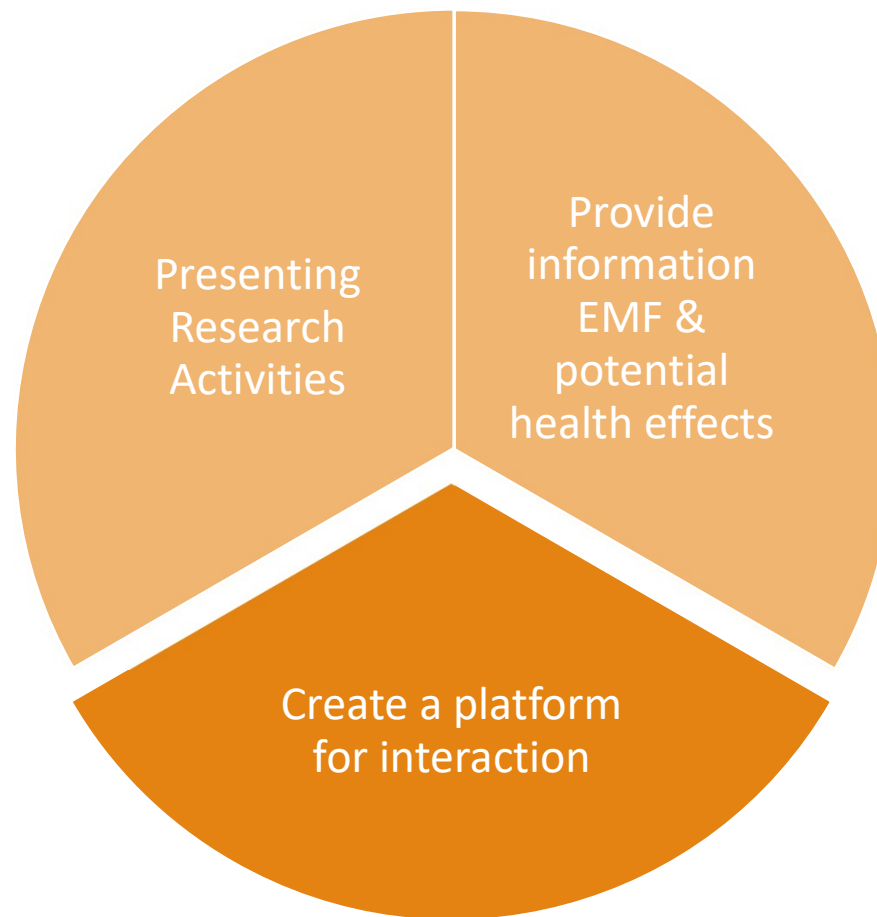 Presenting
Research
Activities
Provide
information
EMF &
potential
health effects
Create a platform
for interaction